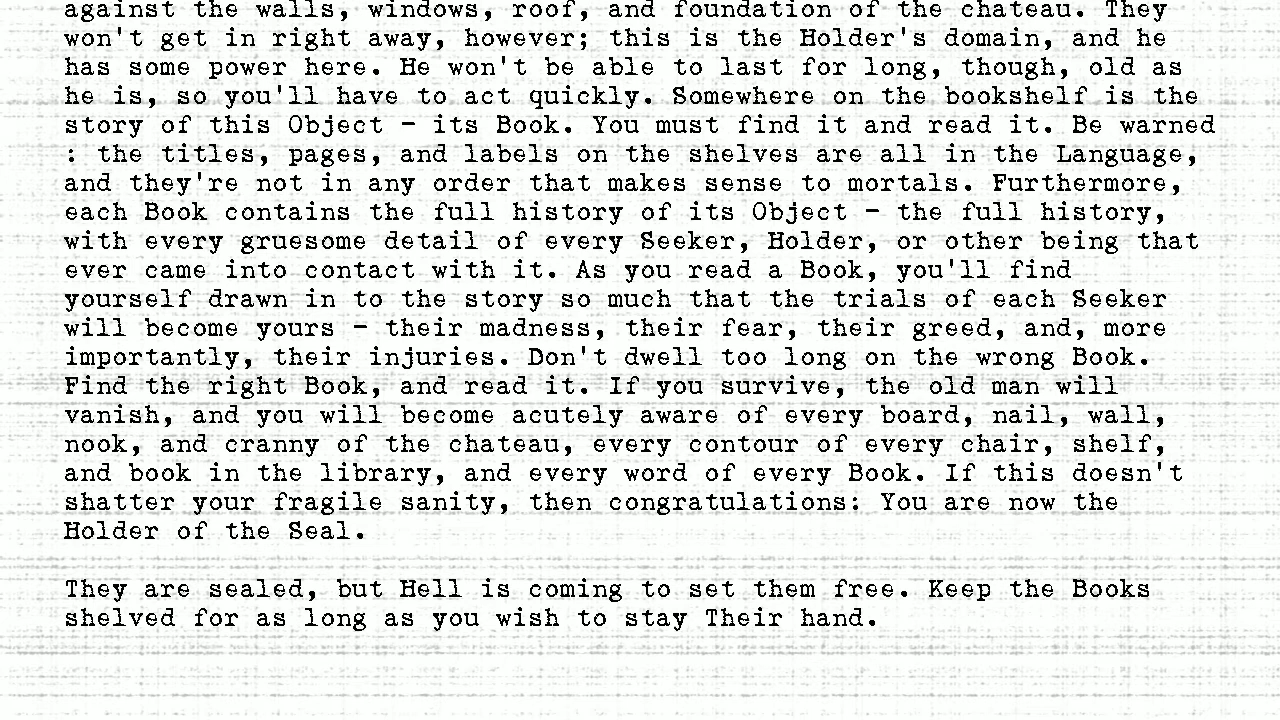 against the walls, windows, roof, and foundation of the chateau. They
won't get in right away, however; this is the Holder's domain, and he
has some power here. He won't be able to last for long, though, old as
he is, so you'll have to act quickly. Somewhere on the bookshelf is the
story of this Object - its Book. You must find it and read it. Be warned
: the titles, pages, and labels on the shelves are all in the Language,
and they're not in any order that makes sense to mortals. Furthermore,
each Book contains the full history of its Object - the full history,
with every gruesome detail of every Seeker, Holder, or other being that
ever came into contact with it. As you read a Book, you'll find
yourself drawn in to the story so much that the trials of each Seeker
will become yours - their madness, their fear, their greed, and, more
importantly, their injuries. Don't dwell too long on the wrong Book.
Find the right Book, and read it. If you survive, the old man will
vanish, and you will become acutely aware of every board, nail, wall,
nook, and cranny of the chateau, every contour of every chair, shelf,
and book in the library, and every word of every Book. If this doesn't
shatter your fragile sanity, then congratulations: You are now the
Holder of the Seal.
They are sealed, but Hell is coming to set them free. Keep the Books
shelved for as long as you wish to stay Their hand.